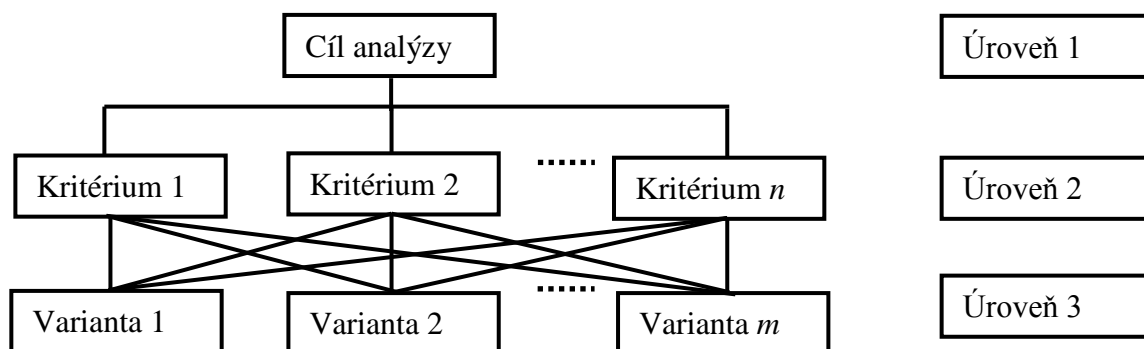 Cíl analýzy
Úroveň 1
Kritérium 1
Kritérium 2
........
Kritérium n
Úroveň 2
Varianta 1
Varianta 2
........
Varianta m
Úroveň 3